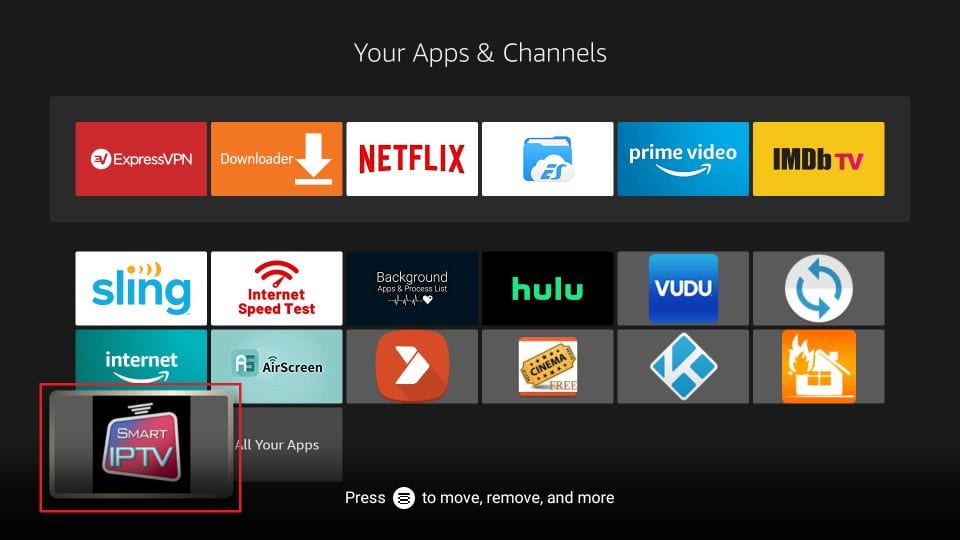 Your Apps & Channels
ExpressVPN
Downloader
NETFLIX
ES
prime video
IMDb TV
sling
Internet
Speed Test
Background
Apps & Process List
hulu
VUDU
internet
AirScreen
CINEMA
FREE
SMART
IPTV
All Your Apps
Press to move, remove, and more